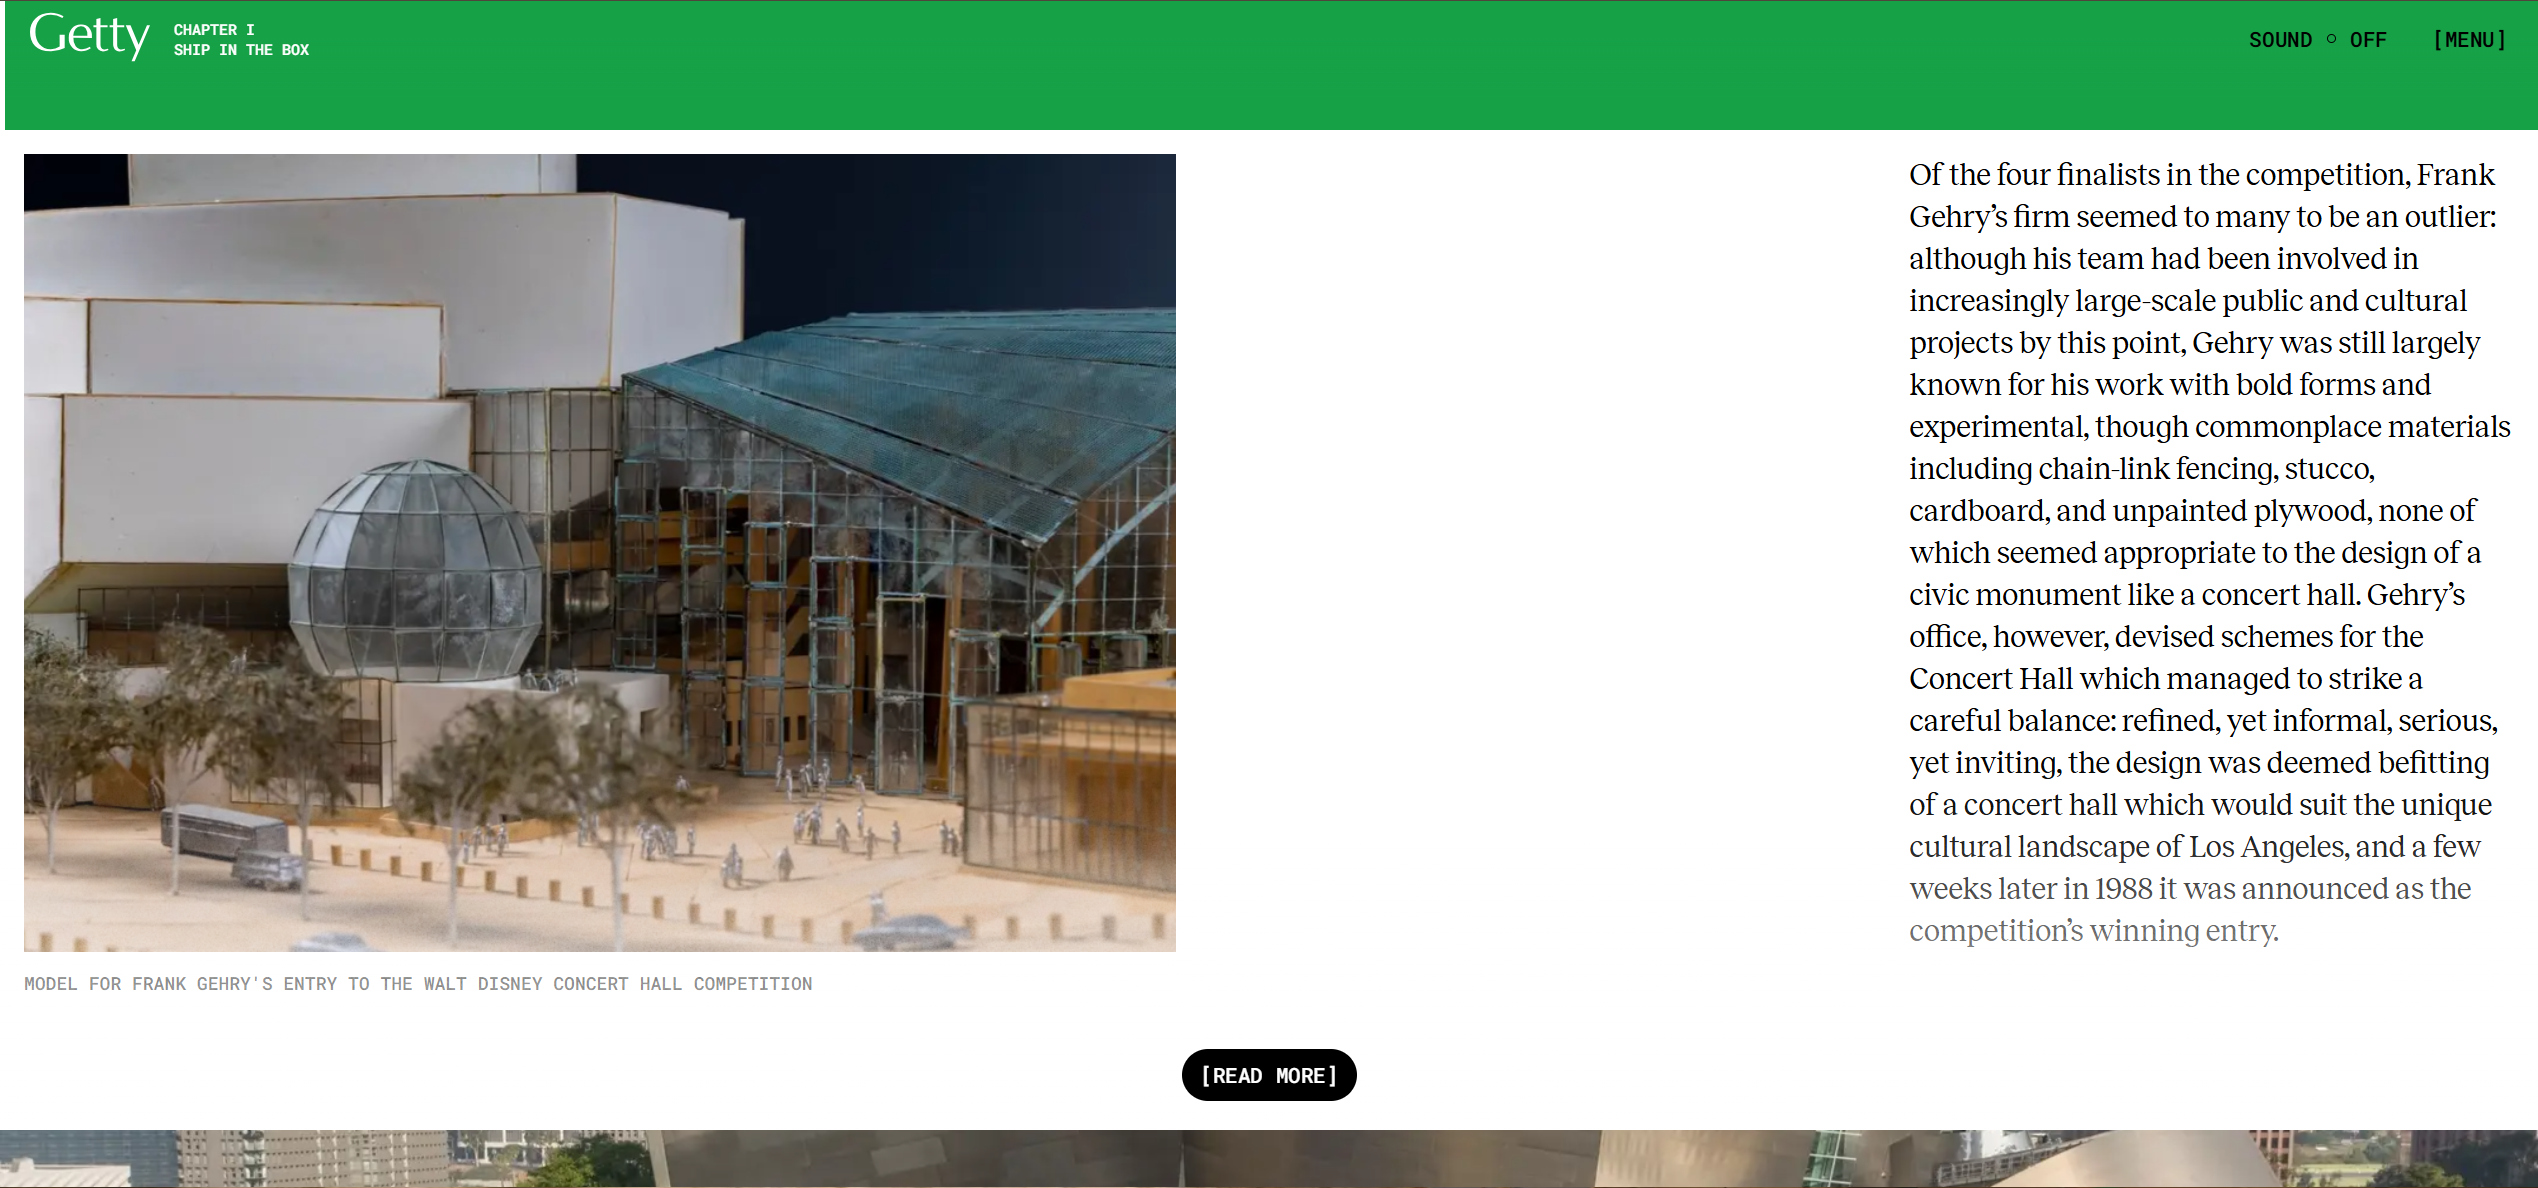 Getty
CHAPTER I
SHIP IN THE BOX
SOUND ○ OFF
[MENU]
Of the four finalists in the competition, Frank
Gehry’s firm seemed to many to be an outlier:
although his team had been involved in
increasingly large-scale public and cultural
projects by this point, Gehry was still largely
known for his work with bold forms and
experimental, though commonplace materials
including chain-link fencing, stucco,
cardboard, and unpainted plywood, none of
which seemed appropriate to the design of a
civic monument like a concert hall. Gehry’s
office, however, devised schemes for the
Concert Hall which managed to strike a
careful balance: refined, yet informal, serious,
yet inviting, the design was deemed befitting
of a concert hall which would suit the unique
cultural landscape of Los Angeles, and a few
weeks later in 1988 it was announced as the
competition’s winning entry.
MODEL FOR FRANK GEHRY'S ENTRY TO THE WALT DISNEY CONCERT HALL COMPETITION
[READ MORE]